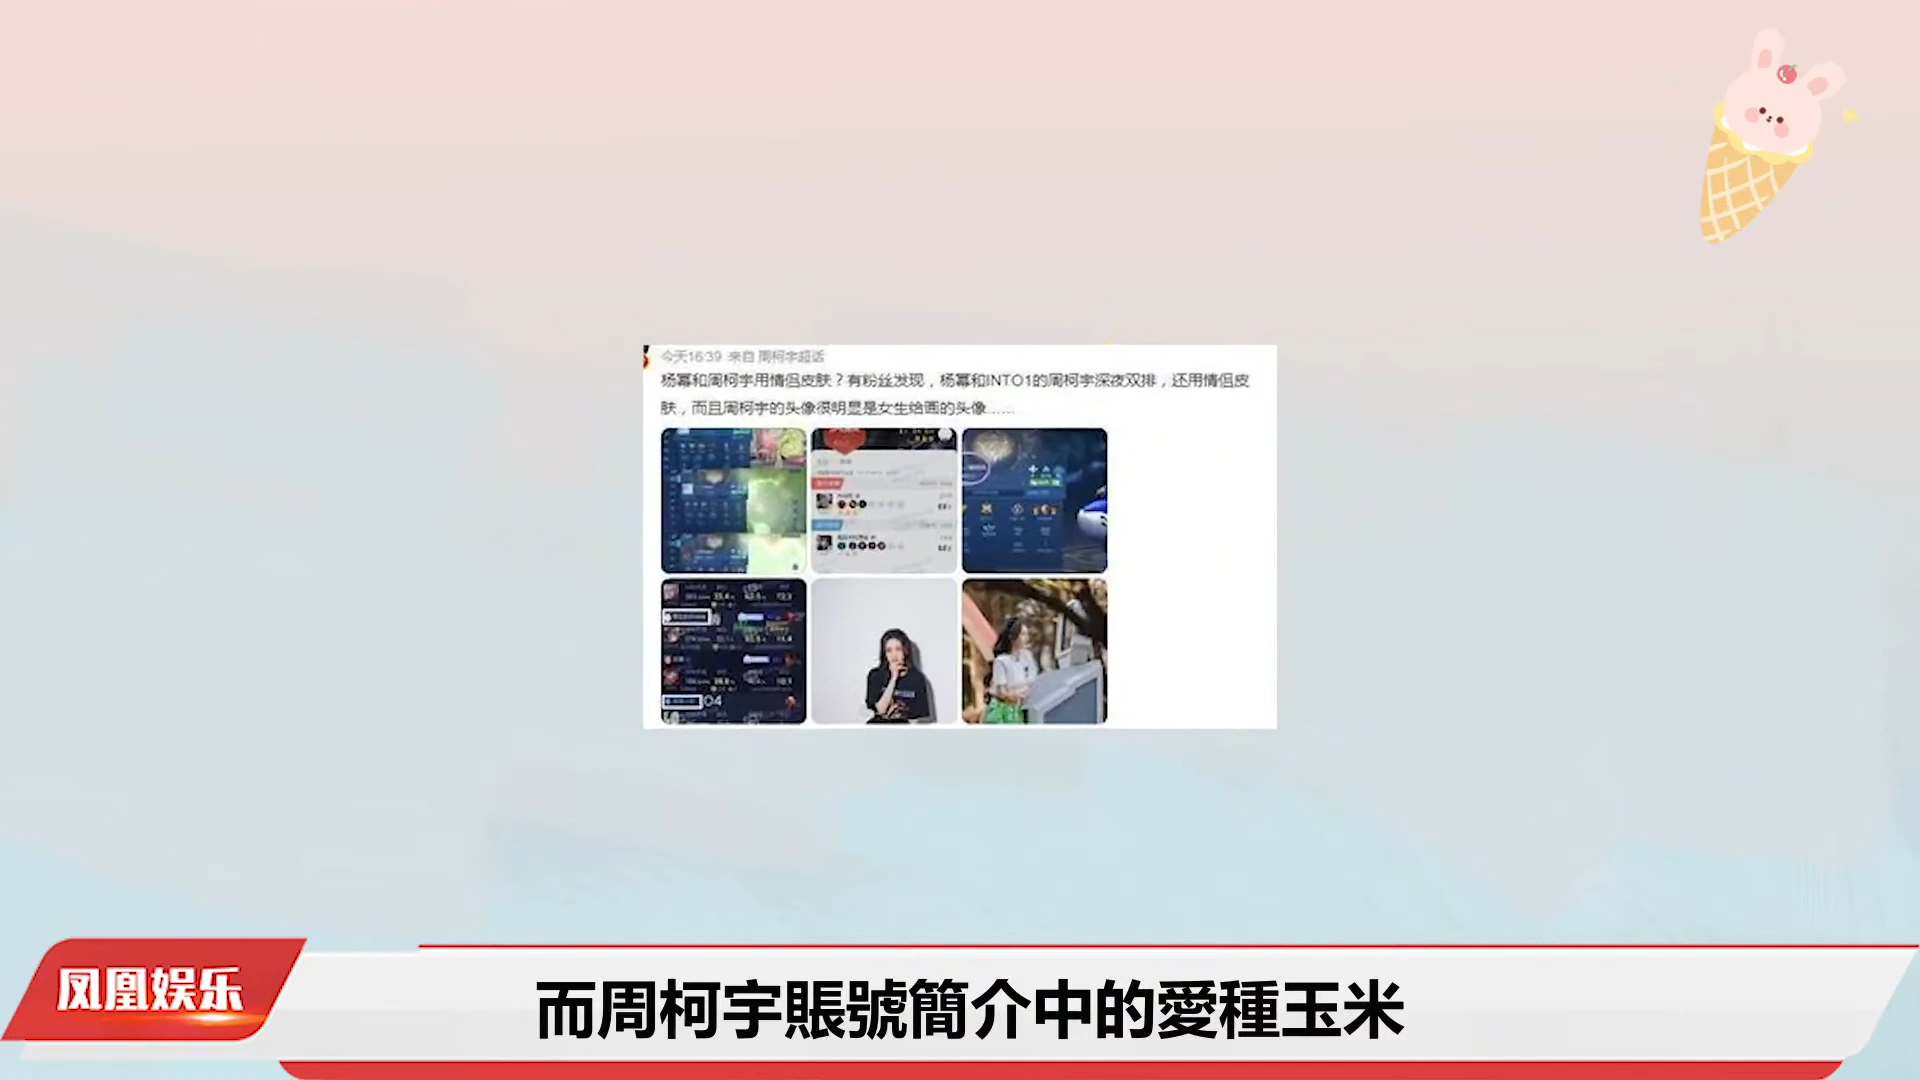 今天16:39 来自 周柯宇超话
杨幂和周柯宇用情侣皮肤？有粉丝发现，杨幂和INTO1的周柯宇深夜双排，还用情侣皮
肤，而且周柯宇的头像很明显是女生给画的头像……
04
凤凰娱乐
而周柯宇賬號簡介中的愛種玉米